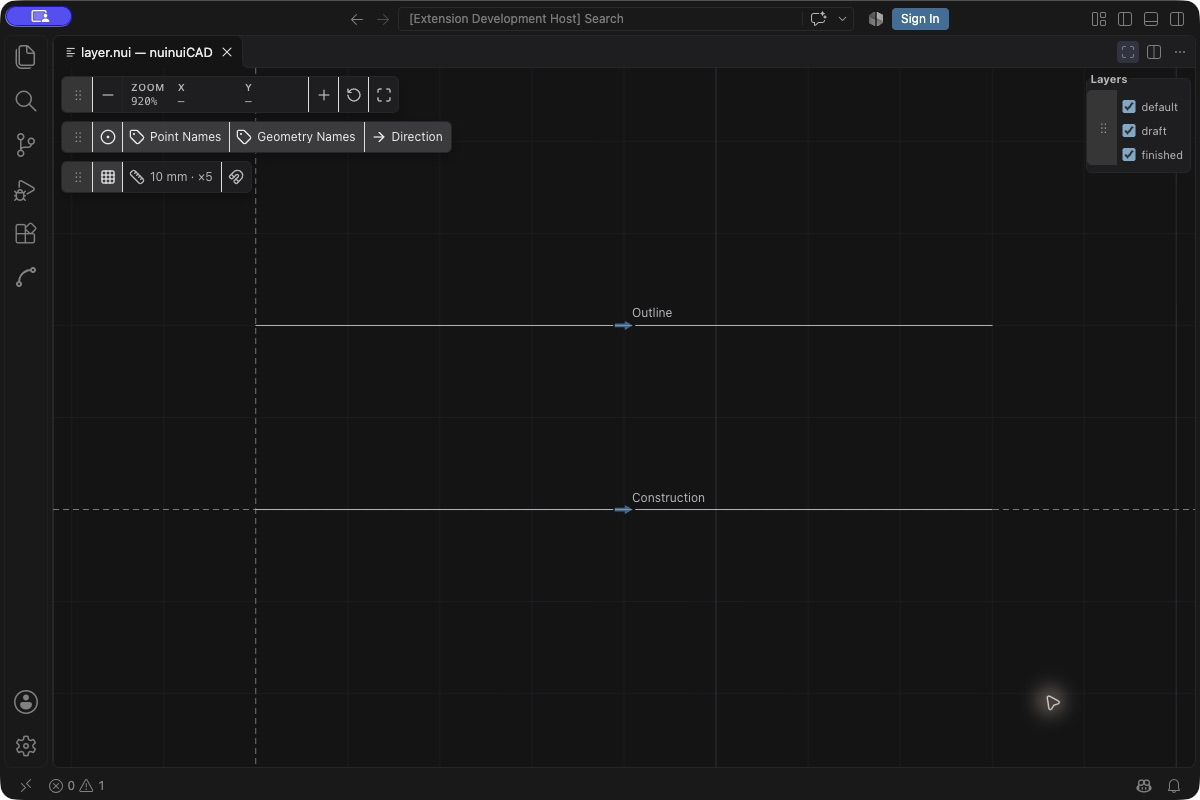 [Extension Development Host] Search
Sign In
layer.nui — nuinuiCAD
ZOOM X Y
920% – –
Point Names Geometry Names Direction
10 mm · ×5
Layers
default
draft
finished
Outline
Construction
0 1